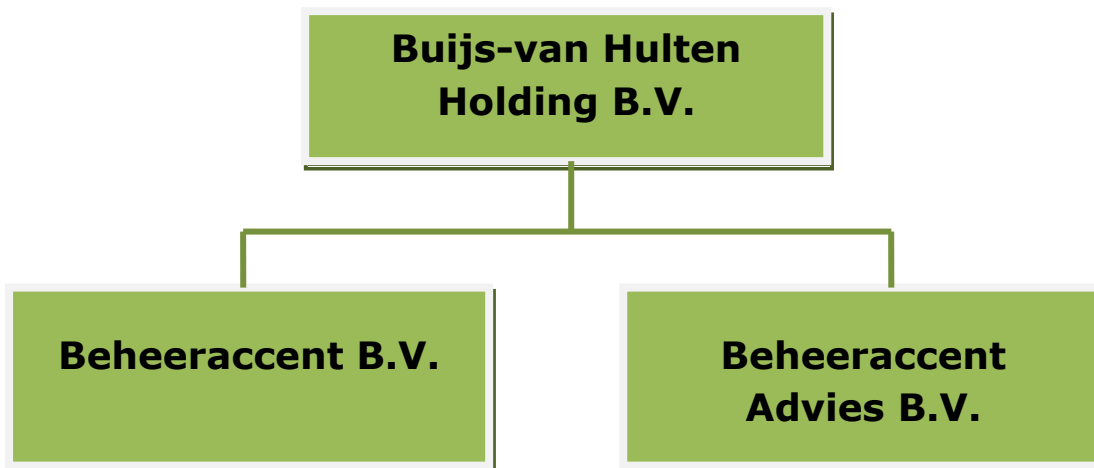 Buijs-van Hulten
Holding B.V.
Beheeraccent B.V.
Beheeraccent
Advies B.V.